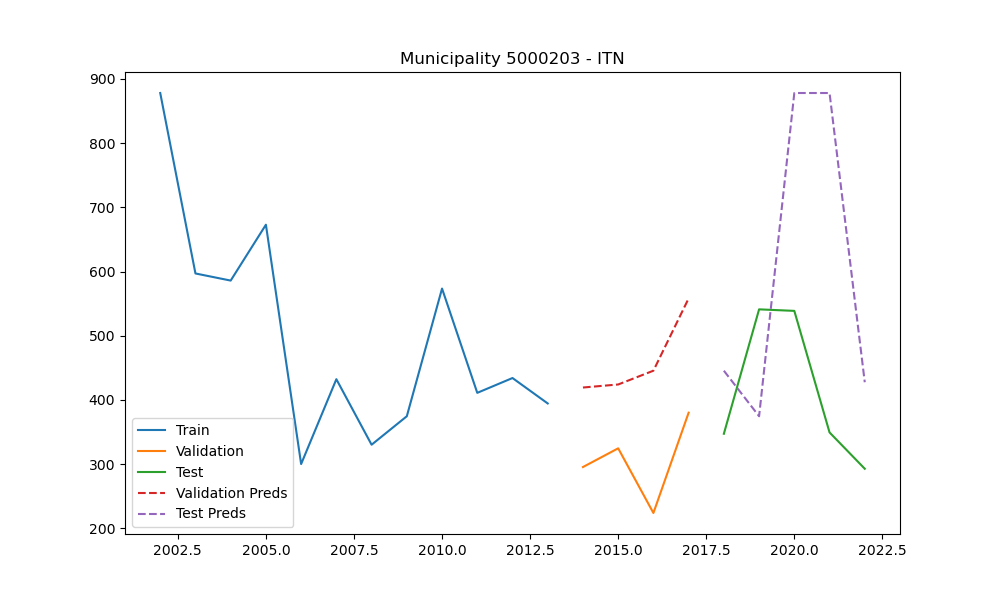 Municipality 5000203 - ITN
900
800
700
600
500
400
300
200
Train
Validation
Test
Validation Preds
Test Preds
2002.5 2005.0 2007.5 2010.0 2012.5 2015.0 2017.5 2020.0 2022.5